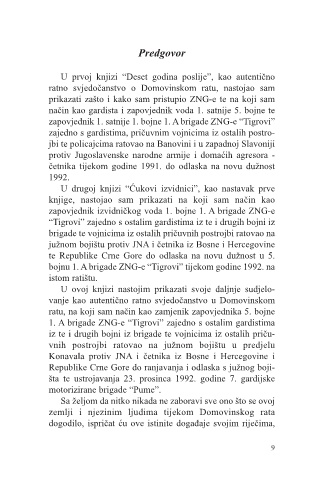 Predgovor
U prvoj knjizi “Deset godina poslije”, kao autentično
ratno svjedočanstvo o Domovinskom ratu, nastojao sam
prikazati zašto i kako sam pristupio ZNG-e te na koji sam
način kao gardista i zapovjednik voda 1. satnije 5. bojne te
zapovjednik 1. satnije 1. bojne 1. A brigade ZNG-e “Tigrovi”
zajedno s gardistima, pričuvnim vojnicima iz ostalih postro-
jbi te policajcima ratovao na Banovini i u zapadnoj Slavoniji
protiv Jugoslavenske narodne armije i domaćih agresora -
četnika tijekom godine 1991. do odlaska na novu dužnost
1992.
U drugoj knjizi “Ćukovi izvidnici”, kao nastavak prve
knjige, nastojao sam prikazati na koji sam način kao
zapovjednik izvidničkog voda 1. bojne 1. A brigade ZNG-e
“Tigrovi” zajedno s ostalim gardistima iz te i drugih bojni iz
brigade te vojnicima iz ostalih pričuvnih postrojbi ratovao na
južnom bojištu protiv JNA i četnika iz Bosne i Hercegovine
te Republike Crne Gore do odlaska na novu dužnost u 5.
bojnu 1. A brigade ZNG-e “Tigrovi” tijekom godine 1992. na
istom ratištu.
U ovoj knjizi nastojim prikazati svoje daljnje sudjelo-
vanje kao autentično ratno svjedočanstvo u Domovinskom
ratu, na koji sam način kao zamjenik zapovjednika 5. bojne
1. A brigade ZNG-e “Tigrovi” zajedno s ostalim gardistima
iz te i drugih bojni iz brigade te vojnicima iz ostalih priču-
vnih postrojbi ratovao na južnom bojištu u predjelu
Konavala protiv JNA i četnika iz Bosne i Hercegovine i
Republike Crne Gore do ranjavanja i odlaska s južnog boji-
šta te ustrojavanja 23. prosinca 1992. godine 7. gardijske
motorizirane brigade “Pume”.
Sa željom da nitko nikada ne zaboravi sve ono što se ovoj
zemlji i njezinim ljudima tijekom Domovinskog rata
dogodilo, ispričat ću ove istinite događaje svojim riječima,
9